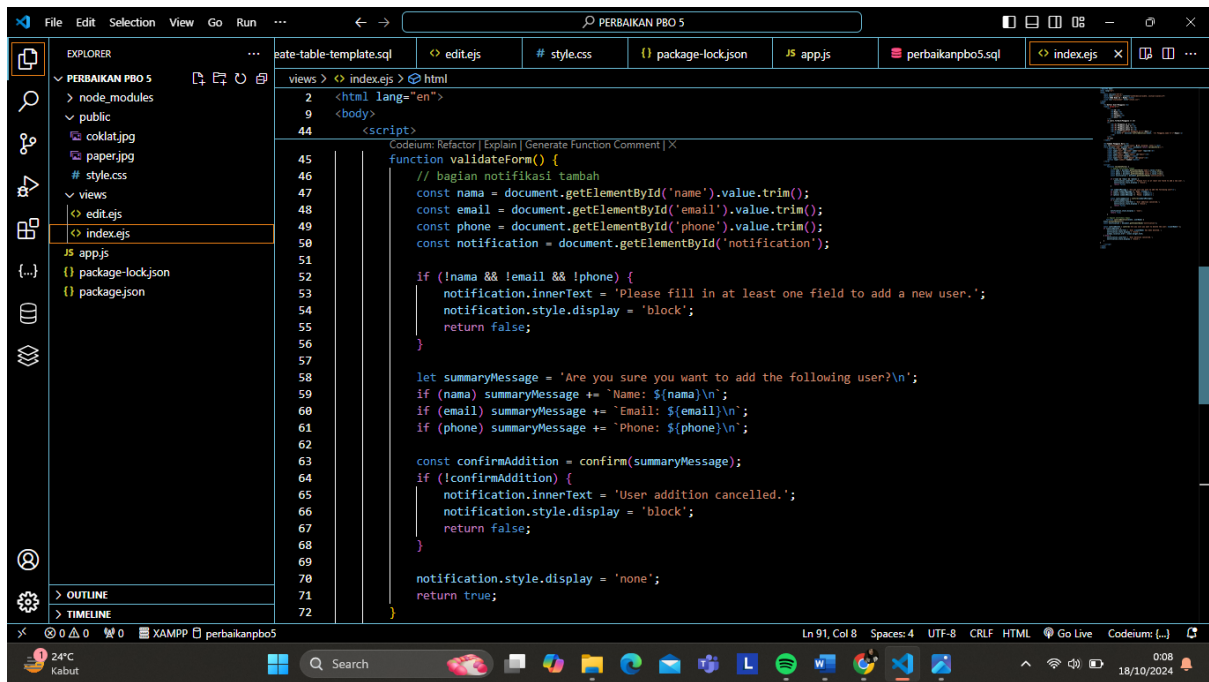 File Edit Selection View Go Run ··· PERBAIKAN PBO 5
EXPLORER ···
PERBAIKAN PBO 5
node_modules
public
coklat.jpg
paper.jpg
# style.css
views
<> edit.ejs
<> index.ejs
JS app.js
{} package-lock.json
{} package.json
OUTLINE
TIMELINE
eate-table-template.sql <> edit.ejs # style.css {} package-lock.json JS app.js perbaikanpbo5.sql <> index.ejs ···
views > <> index.ejs > html
2 <html lang="en">
9 <body>
44 <script>
Codeium: Refactor | Explain | Generate Function Comment | X
45 function validateForm() {
46 // bagian notifikasi tambah
47 const nama = document.getElementById('name').value.trim();
48 const email = document.getElementById('email').value.trim();
49 const phone = document.getElementById('phone').value.trim();
50 const notification = document.getElementById('notification');
51
52 if (!nama && !email && !phone) {
53 notification.innerText = 'Please fill in at least one field to add a new user.';
54 notification.style.display = 'block';
55 return false;
56 }
57
58 let summaryMessage = 'Are you sure you want to add the following user?\n';
59 if (nama) summaryMessage += `Name: ${nama}\n`;
60 if (email) summaryMessage += `Email: ${email}\n`;
61 if (phone) summaryMessage += `Phone: ${phone}\n`;
62
63 const confirmAddition = confirm(summaryMessage);
64 if (!confirmAddition) {
65 notification.innerText = 'User addition cancelled.';
66 notification.style.display = 'block';
67 return false;
68 }
69
70 notification.style.display = 'none';
71 return true;
72 }
0 0 0 XAMPP perbaikanpbo5 Ln 91, Col 8 Spaces: 4 UTF-8 CRLF HTML Go Live Codeium: {...}
1 24°C
Kabut
Search
0:08
18/10/2024